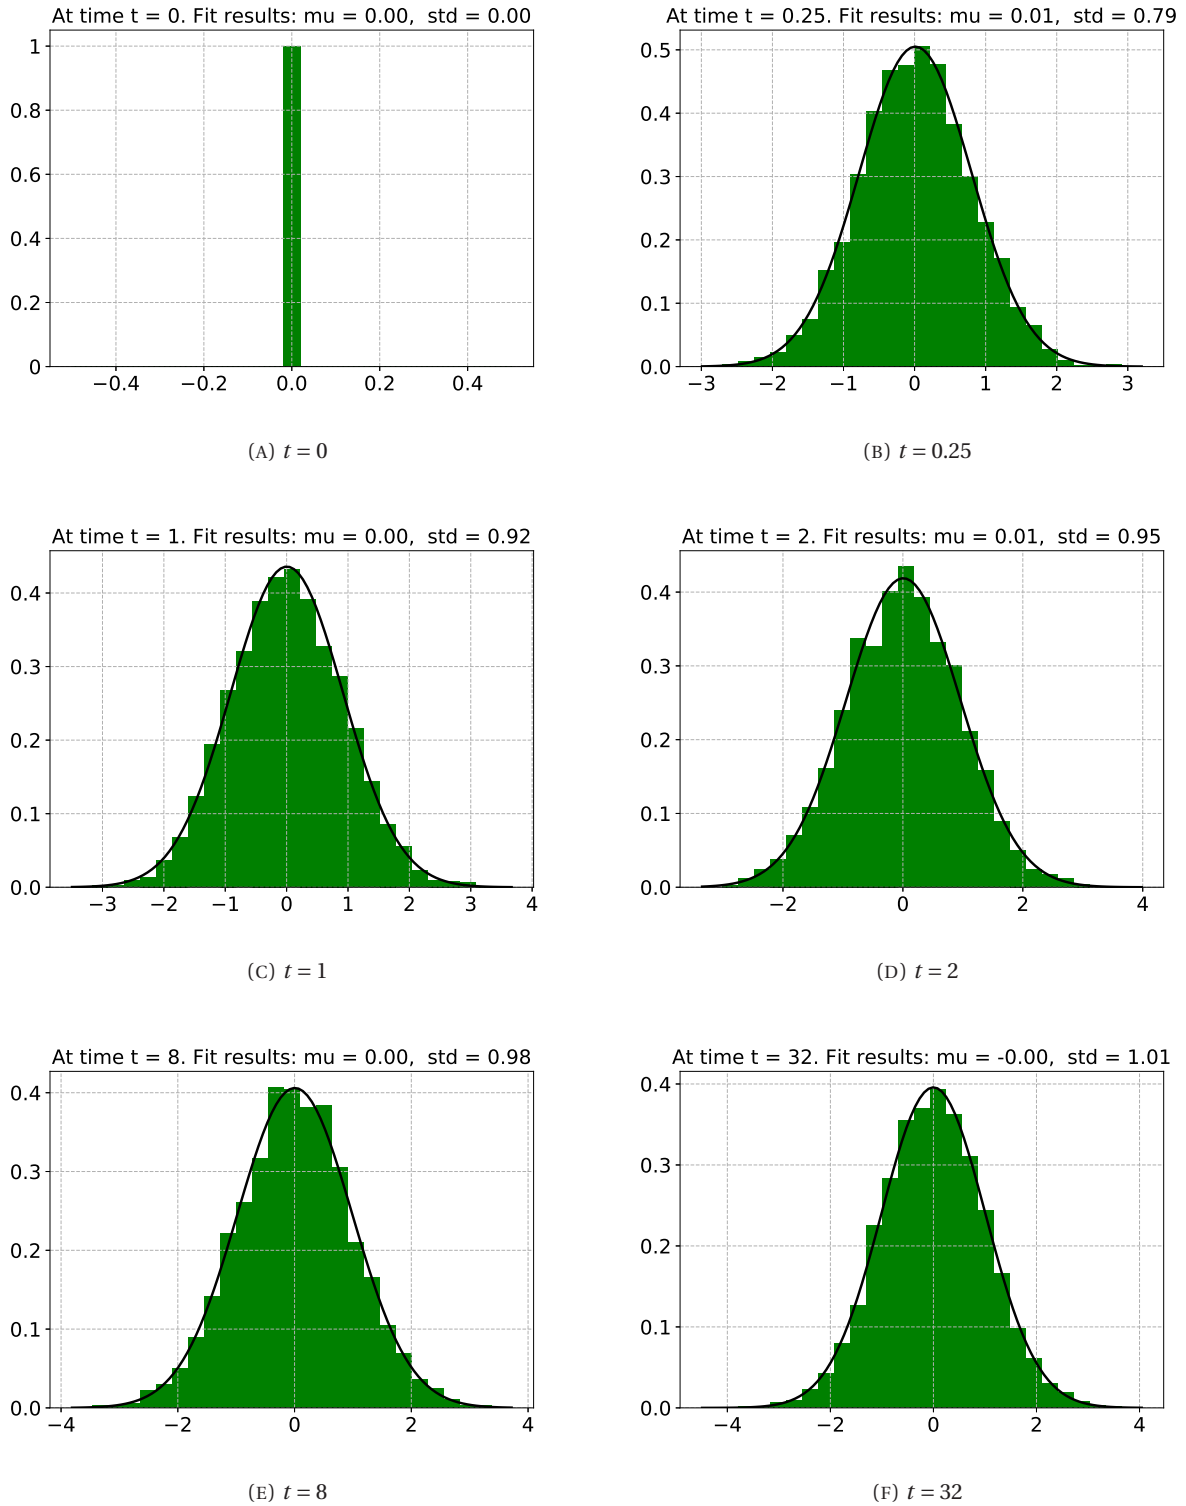 At time t = 0. Fit results: mu = 0.00,  std = 0.00
1
0.8
0.6
0.4
0.2
0
−0.4 −0.2 0.0 0.2 0.4
(A) t = 0
At time t = 0.25. Fit results: mu = 0.01,  std = 0.79
0.5
0.4
0.3
0.2
0.1
0.0
−3 −2 −1 0 1 2 3
(B) t = 0.25
At time t = 1. Fit results: mu = 0.00,  std = 0.92
0.4
0.3
0.2
0.1
0.0
−3 −2 −1 0 1 2 3 4
(C) t = 1
At time t = 2. Fit results: mu = 0.01,  std = 0.95
0.4
0.3
0.2
0.1
0.0
−2 0 2 4
(D) t = 2
At time t = 8. Fit results: mu = 0.00,  std = 0.98
0.4
0.3
0.2
0.1
0.0
−4 −2 0 2 4
(E) t = 8
At time t = 32. Fit results: mu = -0.00,  std = 1.01
0.4
0.3
0.2
0.1
0.0
−4 −2 0 2 4
(F) t = 32